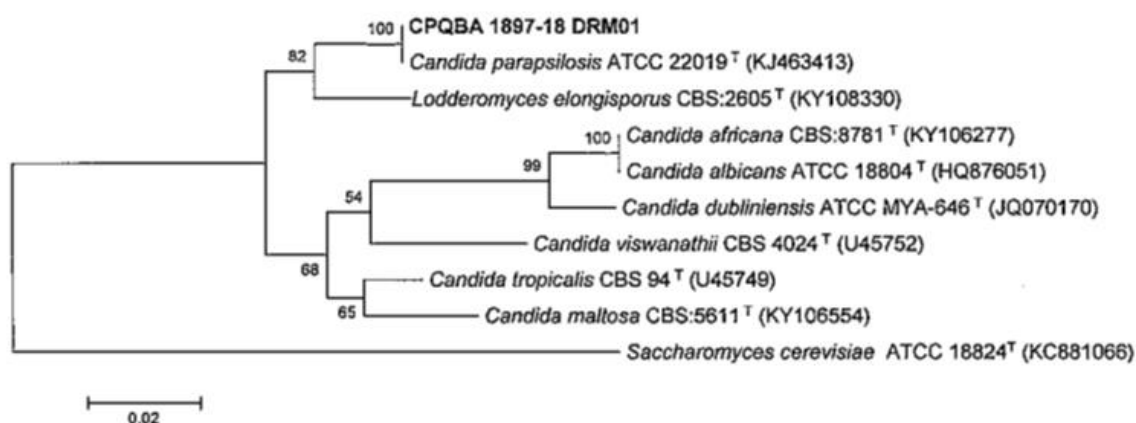 100 CPQBA 1897-18 DRM01
82 Candida parapsilosis ATCC 22019 T (KJ463413)
Lodderomyces elongisporus CBS:2605 T (KY108330)
100 Candida africana CBS:8781 T (KY106277)
99 Candida albicans ATCC 18804 T (HQ876051)
54 Candida dubliniensis ATCC MYA-646 T (JQ070170)
Candida viswanathii CBS 4024 T (U45752)
68 Candida tropicalis CBS 94 T (U45749)
65 Candida maltosa CBS:5611 T (KY106554)
Saccharomyces cerevisiae ATCC 18824 T (KC881066)
0.02